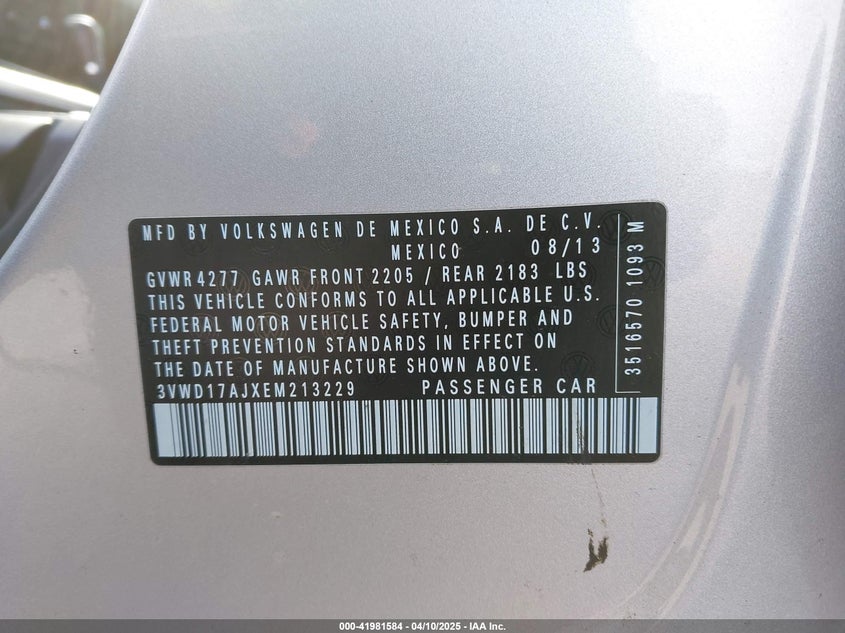 MFD BY VOLKSWAGEN DE MEXICO S.A. DE C.V.
MEXICO 08/13
GVWR 4277 GAWR FRONT 2205 / REAR 2183 LBS
THIS VEHICLE CONFORMS TO ALL APPLICABLE U.S.
FEDERAL MOTOR VEHICLE SAFETY, BUMPER AND
THEFT PREVENTION STANDARDS IN EFFECT ON
THE DATE OF MANUFACTURE SHOWN ABOVE.
3VWD17AJXEM213229 PASSENGER CAR
3516570 1093 M
000-41981584 - 04/10/2025 - IAA Inc.